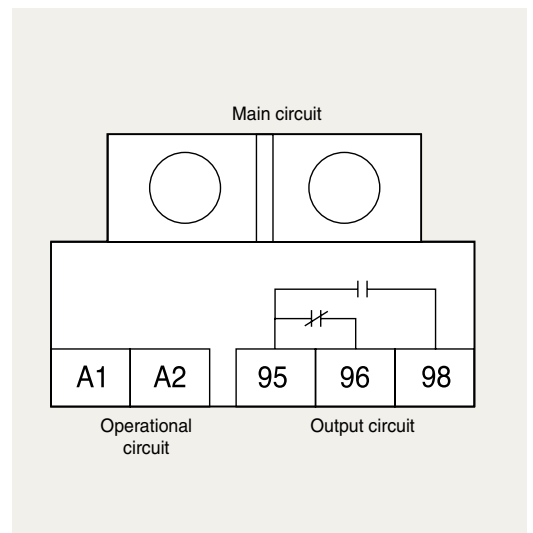 Main circuit
A1 A2 95 96 98
Operational
circuit
Output circuit